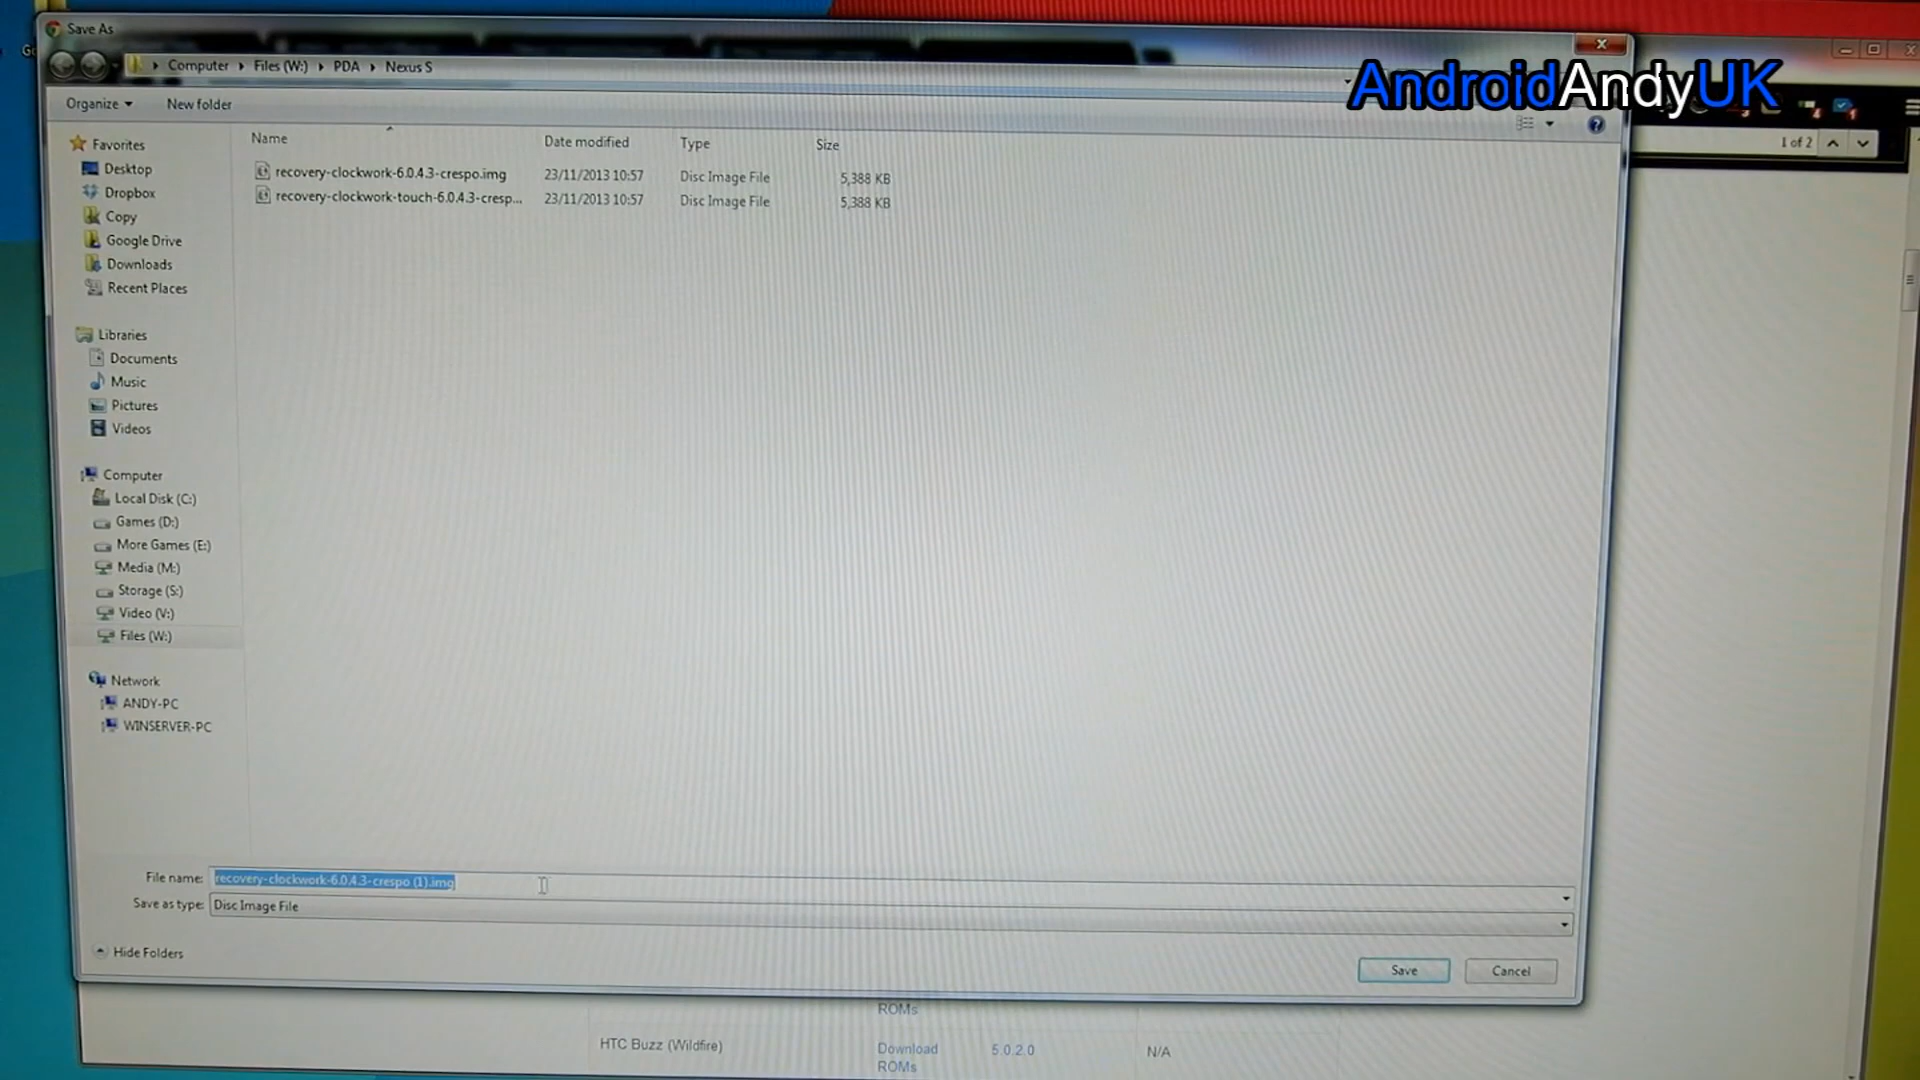 Save As
Computer Files (W:) PDA Nexus S
AndroidAndyUK
Organize New folder
1 of 2
Name Date modified Type Size
recovery-clockwork-6.0.4.3-crespo.img 23/11/2013 10:57 Disc Image File 5,388 KB
recovery-clockwork-touch-6.0.4.3-cresp... 23/11/2013 10:57 Disc Image File 5,388 KB
Favorites
Desktop
Dropbox
Copy
Google Drive
Downloads
Recent Places
Libraries
Documents
Music
Pictures
Videos
Computer
Local Disk (C:)
Games (D:)
More Games (E:)
Media (M:)
Storage (S:)
Video (V:)
Files (W:)
Network
ANDY-PC
WINSERVER-PC
File name: recovery-clockwork-6.0.4.3-crespo (1).img
Save as type: Disc Image File
Hide Folders
Save Cancel
ROMs
HTC Buzz (Wildfire) Download 5.0.2.0 N/A
ROMs